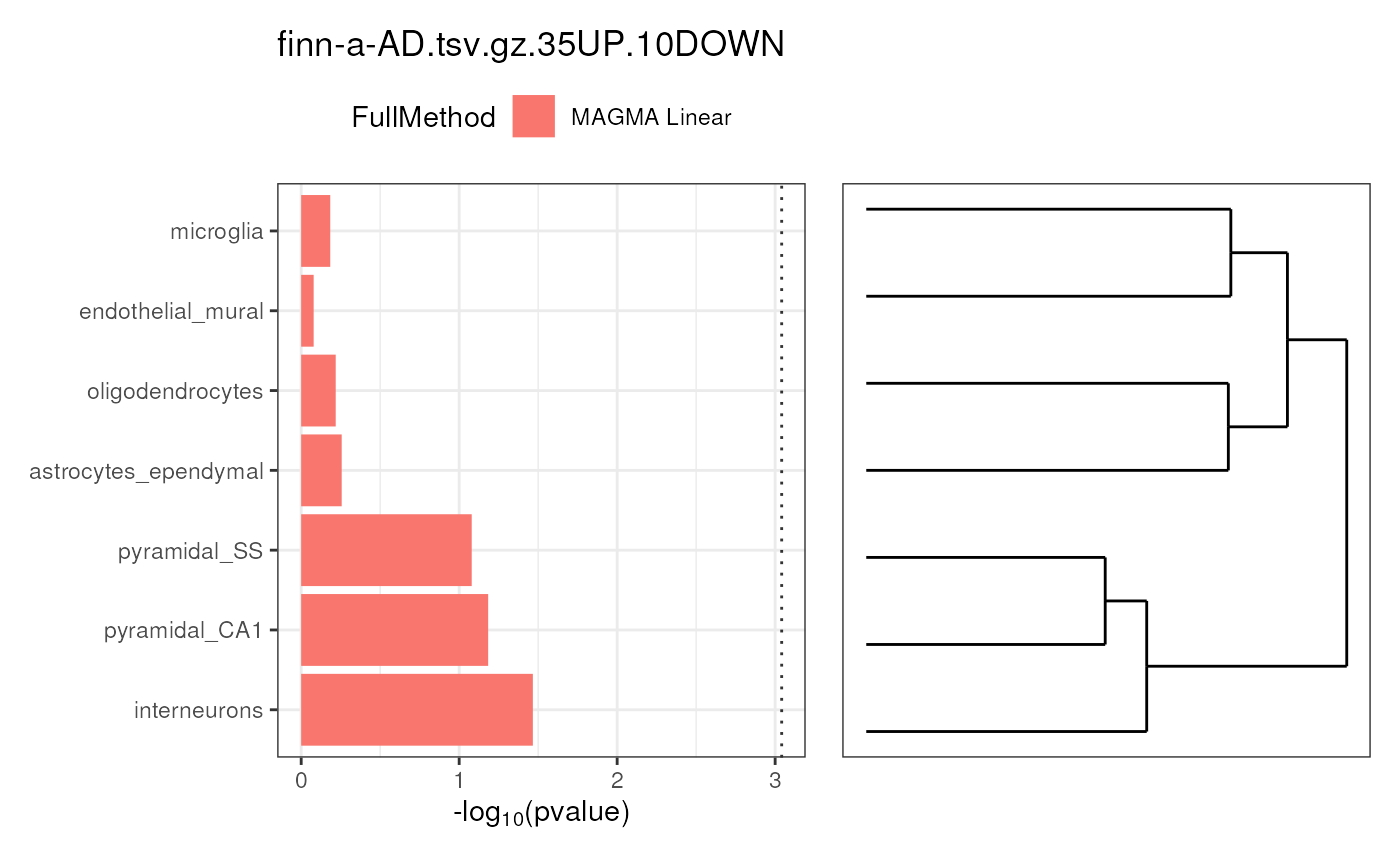 finn-a-AD.tsv.gz.35UP.10DOWN
FullMethod MAGMA Linear
microglia
endothelial_mural
oligodendrocytes
astrocytes_ependymal
pyramidal_SS
pyramidal_CA1
interneurons
0 1 2 3
-log₁₀(pvalue)